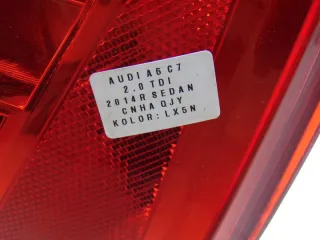 AUDI A6 C7
2.0 TDI
2014R SEDAN
CNHA QJY
KOLOR: LX5N